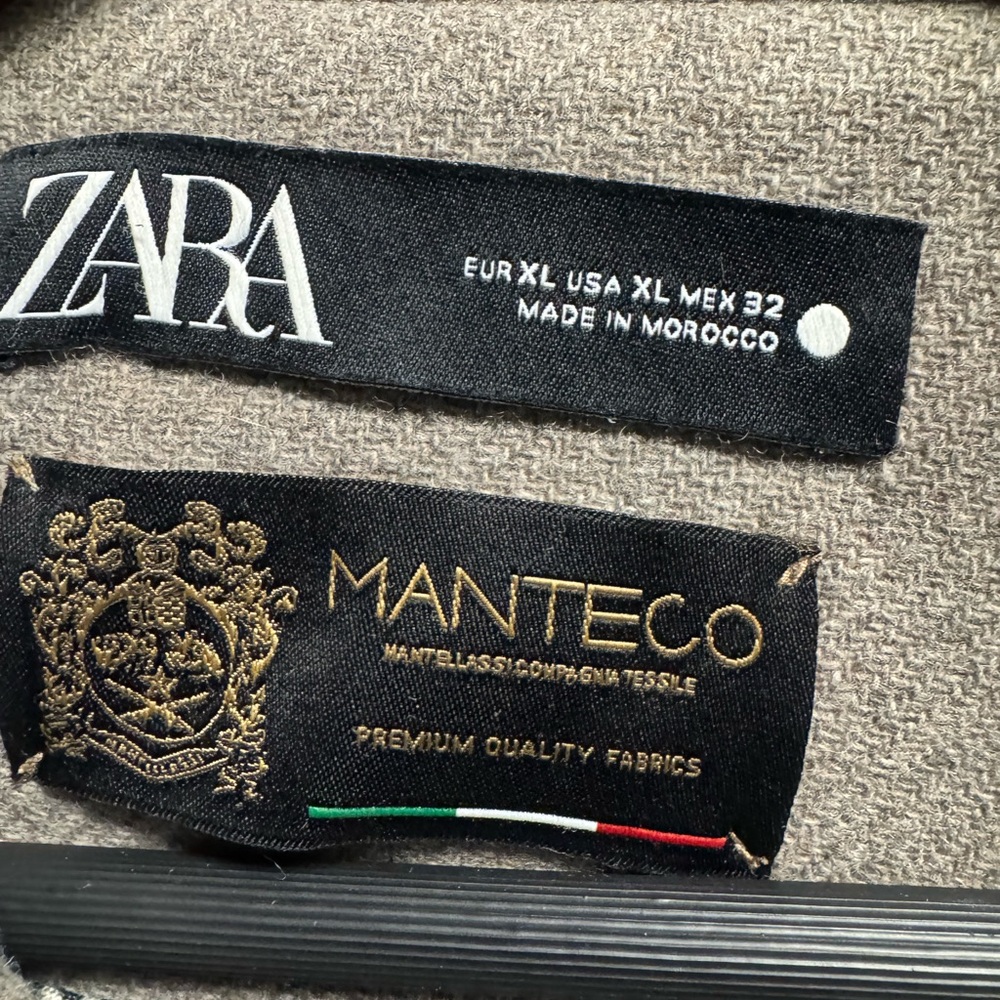 ZARA
EUR XL USA XL MEX 32
MADE IN MOROCCO
MANTECO
MANTELLASSI COMPAGNIA TESSILE
PREMIUM QUALITY FABRICS